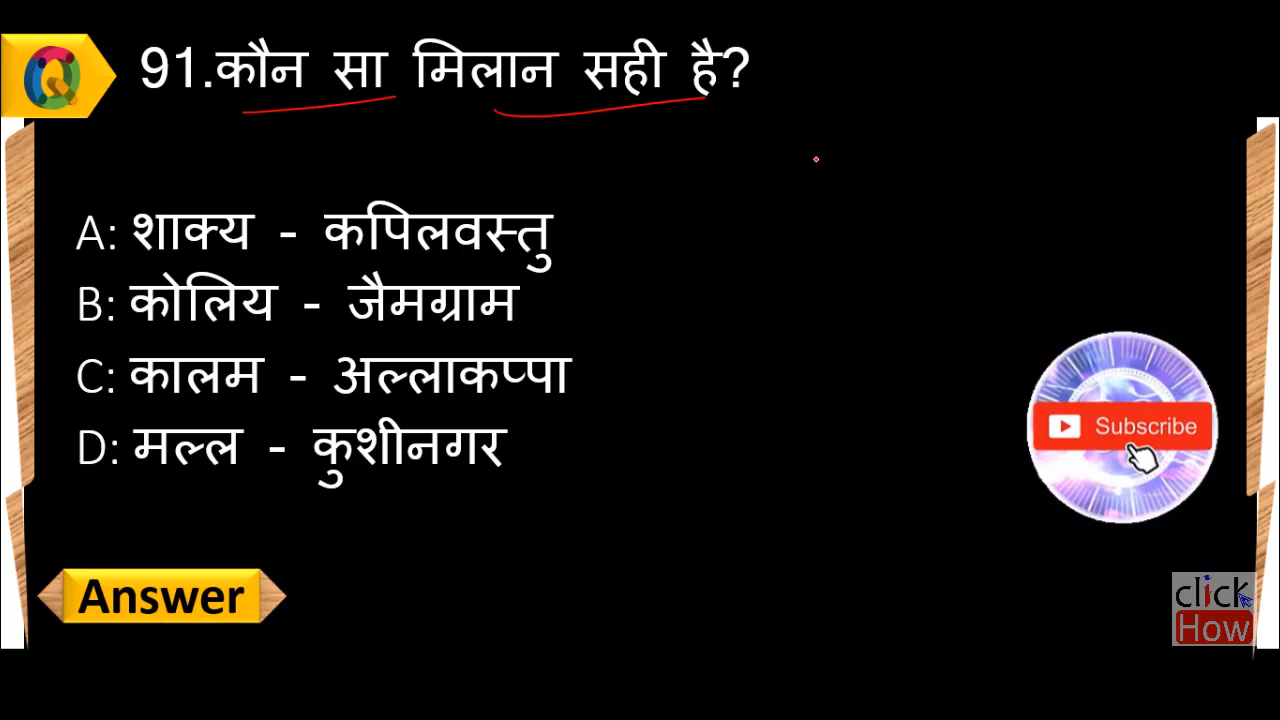 91.कौन सा मिलान सही है?
A: शाक्य - कपिलवस्तु
B: कोलिय - जैमग्राम
C: कालम - अल्लाकप्पा
D: मल्ल - कुशीनगर
Subscribe
Answer
click
How